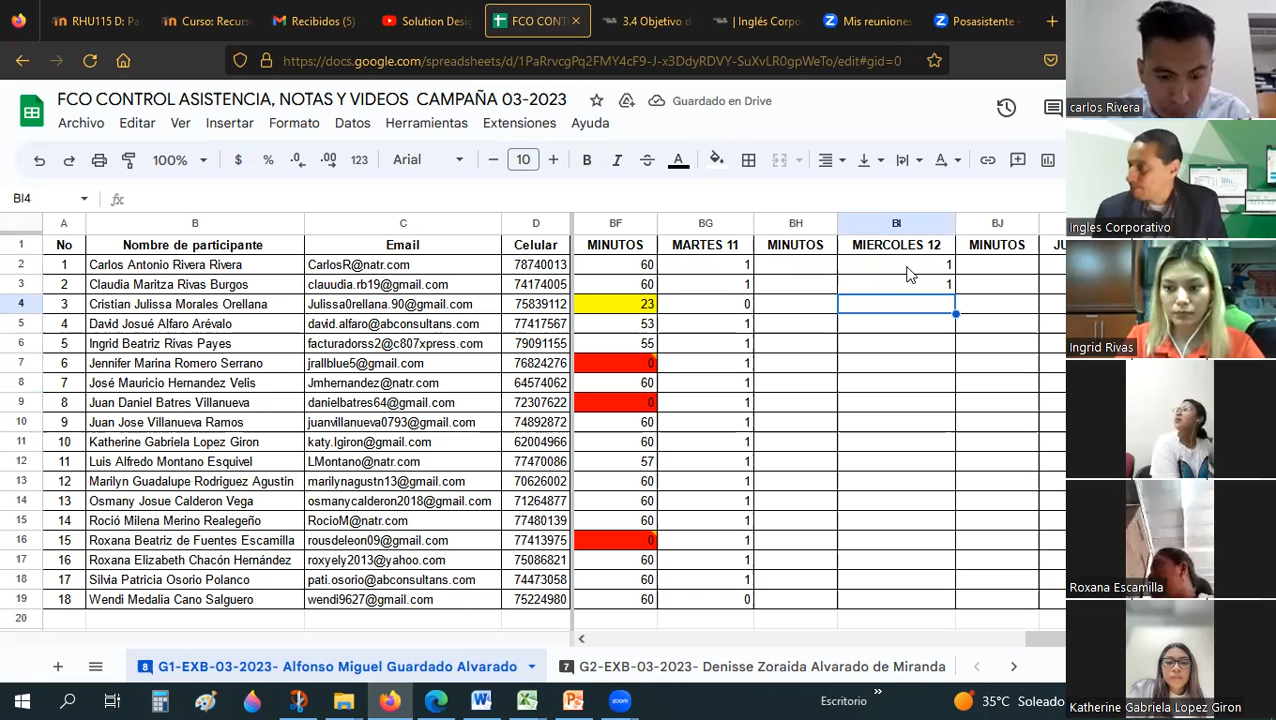 RHU115 D: Pa
Curso: Recurs
Recibidos (5)
Solution Desi
FCO CONT
3.4 Objetivo d
| Inglés Corpo
Mis reuniones
Posasistente -
https://docs.google.com/spreadsheets/d/1PaRrvcgPq2FMY4cF9-J-x3DdyRDVY-SuXvLR0gpWeTo/edit#gid=0
FCO CONTROL ASISTENCIA, NOTAS Y VIDEOS CAMPAÑA 03-2023
Guardado en Drive
Archivo Editar Ver Insertar Formato Datos Herramientas Extensiones Ayuda
100% $ % .0 .00 123 Arial 10 B I A
BI4 fx
A B C D BF BG BH BI BJ
1 No Nombre de participante Email Celular MINUTOS MARTES 11 MINUTOS MIERCOLES 12 MINUTOS JU
2 1 Carlos Antonio Rivera Rivera CarlosR@natr.com 78740013 60 1 1
3 2 Claudia Maritza Rivas Burgos clauudia.rb19@gmail.com 74174005 60 1 1
4 3 Cristian Julissa Morales Orellana Julissa0rellana.90@gmail.com 75839112 23 0
5 4 David Josué Alfaro Arévalo david.alfaro@abconsultans.com 77417567 53 1
6 5 Ingrid Beatriz Rivas Payes facturadorss2@c807xpress.com 79091155 55 1
7 6 Jennifer Marina Romero Serrano jrallblue5@gmail.com 76824276 0 1
8 7 José Mauricio Hernandez Velis Jmhernandez@natr.com 64574062 60 1
9 8 Juan Daniel Batres Villanueva danielbatres64@gmail.com 72307622 0 1
10 9 Juan Jose Villanueva Ramos juanvillanueva0793@gmail.com 74892872 60 1
11 10 Katherine Gabriela Lopez Giron katy.lgiron@gmail.com 62004966 60 1
12 11 Luis Alfredo Montano Esquivel LMontano@natr.com 77470086 57 1
13 12 Marilyn Guadalupe Rodriguez Agustin marilynagustn13@gmail.com 70626002 60 1
14 13 Osmany Josue Calderon Vega osmanycalderon2018@gmail.com 71264877 60 1
15 14 Roció Milena Merino Realegeño RocioM@natr.com 77480139 60 1
16 15 Roxana Beatriz de Fuentes Escamilla rousdeleon09@gmail.com 77413975 0 1
17 16 Roxana Elizabeth Chacón Hernández roxyely2013@yahoo.com 75086821 60 1
18 17 Silvia Patricia Osorio Polanco pati.osorio@abconsultans.com 74473058 60 1
19 18 Wendi Medalia Cano Salguero wendi9627@gmail.com 75224980 60 0
20
8 G1-EXB-03-2023- Alfonso Miguel Guardado Alvarado 7 G2-EXB-03-2023- Denisse Zorada Alvarado de Miranda
Escritorio » 35°C Soleado
carlos Rivera
Ingles Corporativo
Ingrid Rivas
Roxana Escamilla
Katherine Gabriela Lopez Giron